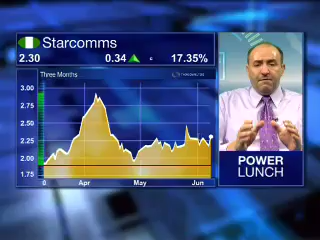 Starcomms
2.30 0.34 17.35%
Three Months
3.00
2.75
2.50
2.25
2.00
1.75
0 Apr May Jun
POWER
LUNCH